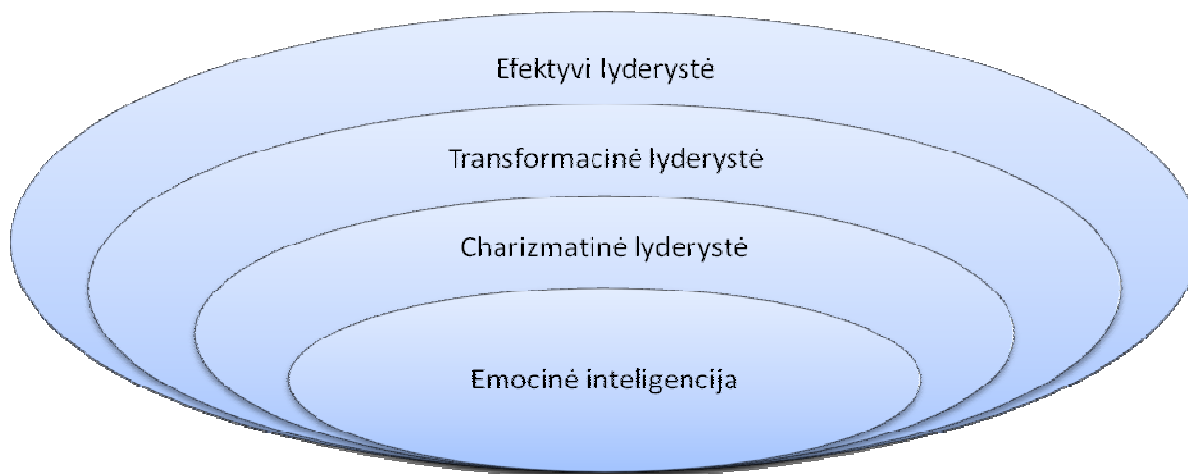 Efektyvi lyderystė
Transformacinė lyderystė
Charizmatinė lyderystė
Emocinė inteligencija